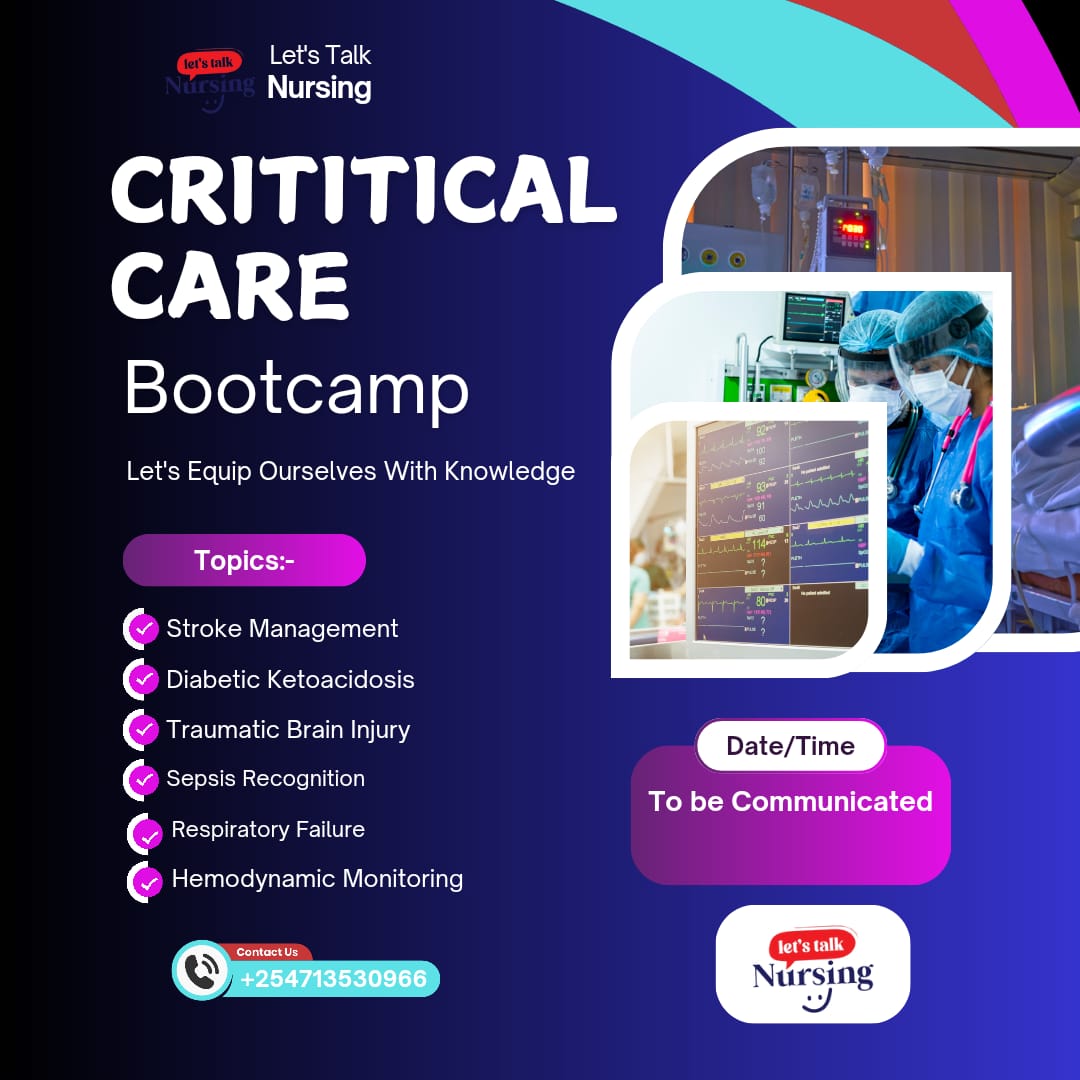 let's talk
Nursing
Let's Talk
Nursing
CRITITICAL
CARE
Bootcamp
Let's Equip Ourselves With Knowledge
Topics:-
Stroke Management
Diabetic Ketoacidosis
Traumatic Brain Injury
Sepsis Recognition
Respiratory Failure
Hemodynamic Monitoring
Contact Us
+254713530966
Date/Time
To be Communicated
let's talk
Nursing